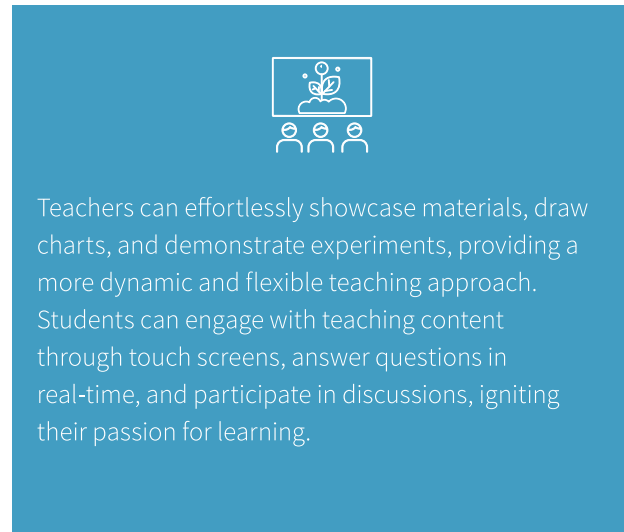 Teachers can effortlessly showcase materials, draw
charts, and demonstrate experiments, providing a
more dynamic and flexible teaching approach.
Students can engage with teaching content
through touch screens, answer questions in
real-time, and participate in discussions, igniting
their passion for learning.